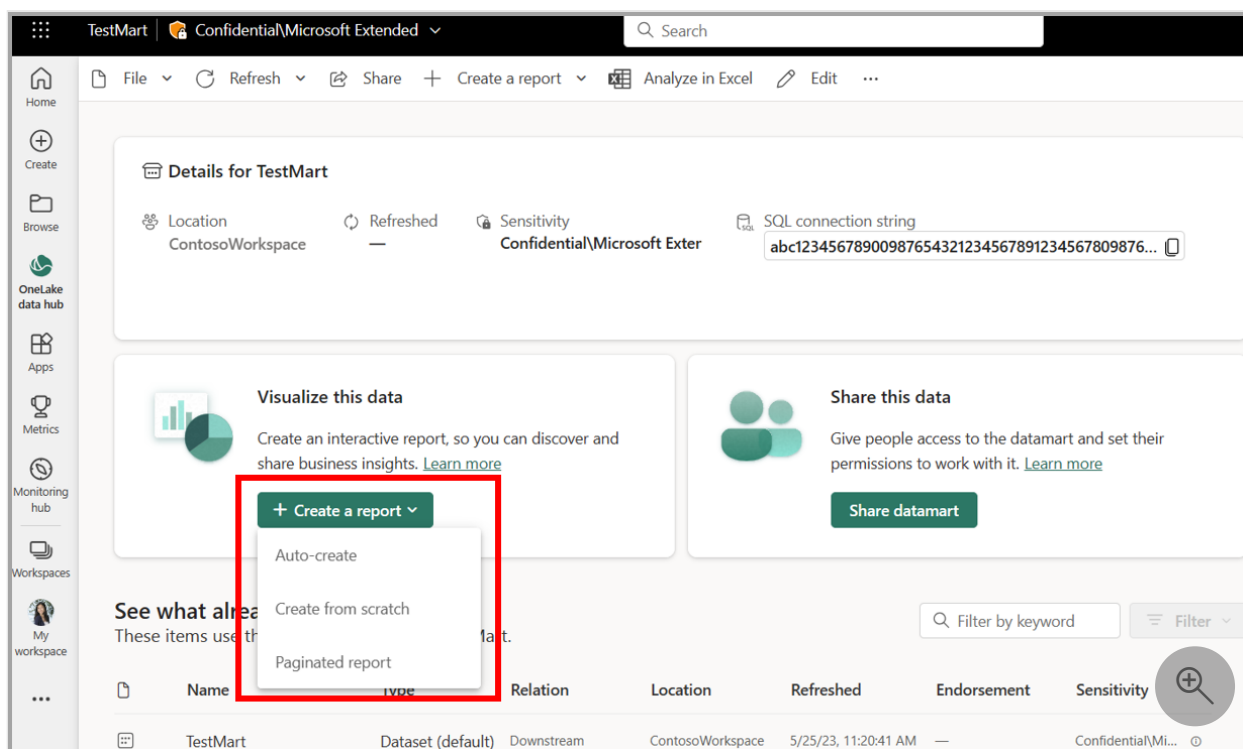 TestMart
Confidential\Microsoft Extended
Search
File
Refresh
Share
Create a report
Analyze in Excel
Edit
...
Home
Create
Browse
OneLake
data hub
Apps
Metrics
Monitoring
hub
Workspaces
My
workspace
...
Details for TestMart
Location
ContosoWorkspace
Refreshed
—
Sensitivity
Confidential\Microsoft Exter
SQL
SQL connection string
abc12345678900987654321234567891234567809876...
Visualize this data
Create an interactive report, so you can discover and
share business insights. Learn more
+ Create a report
Auto-create
Create from scratch
Paginated report
Share this data
Give people access to the datamart and set their
permissions to work with it. Learn more
Share datamart
See what alrea
These items use th
Mart.
Filter by keyword
Filter
Name
Type
Relation
Location
Refreshed
Endorsement
Sensitivity
TestMart
Dataset (default)
Downstream
ContosoWorkspace
5/25/23, 11:20:41 AM
—
Confidential\Mi...